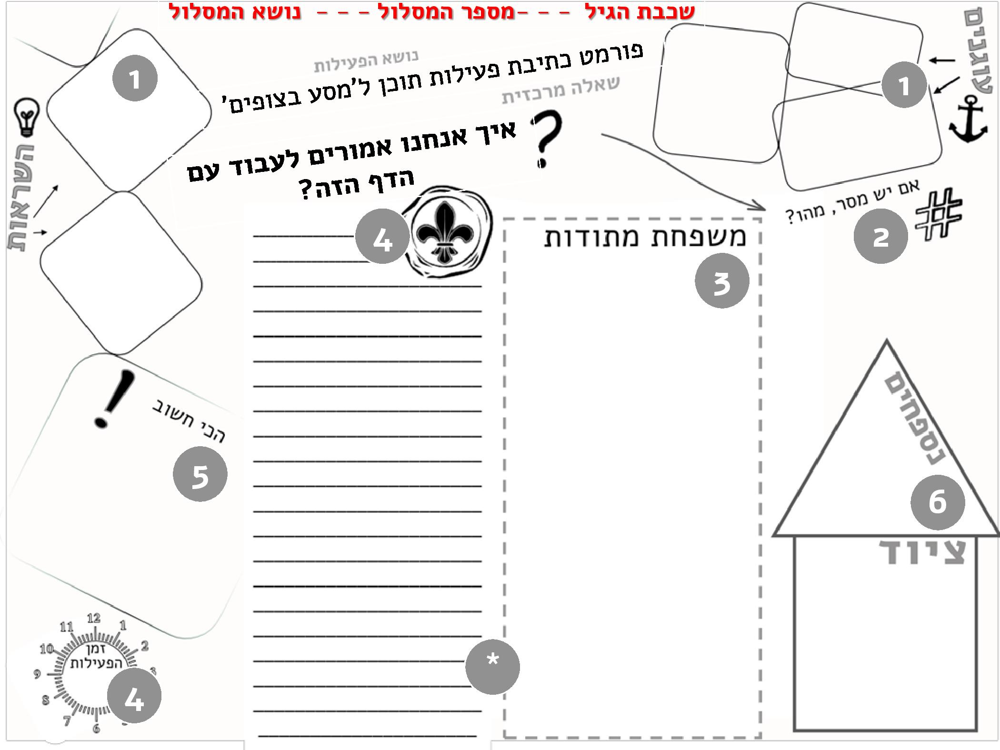 שכבת הגיל - - -מספר המסלול - - - נושא המסלול
עוגנים
1
1
השראות
נושא הפעילות
פורמט כתיבת פעילות תוכן ל'מסע בצופים'
שאלה מרכזית
?
איך אנחנו אמורים לעבוד עם
הדף הזה?
אם יש מסר, מהו?
#
2
משפחת מתודות
3
4
!
הכי חשוב
5
נספחים
6
ציוד
*
12
11
1
10
2
זמן
הפעילות
9
3
4
8
7
6